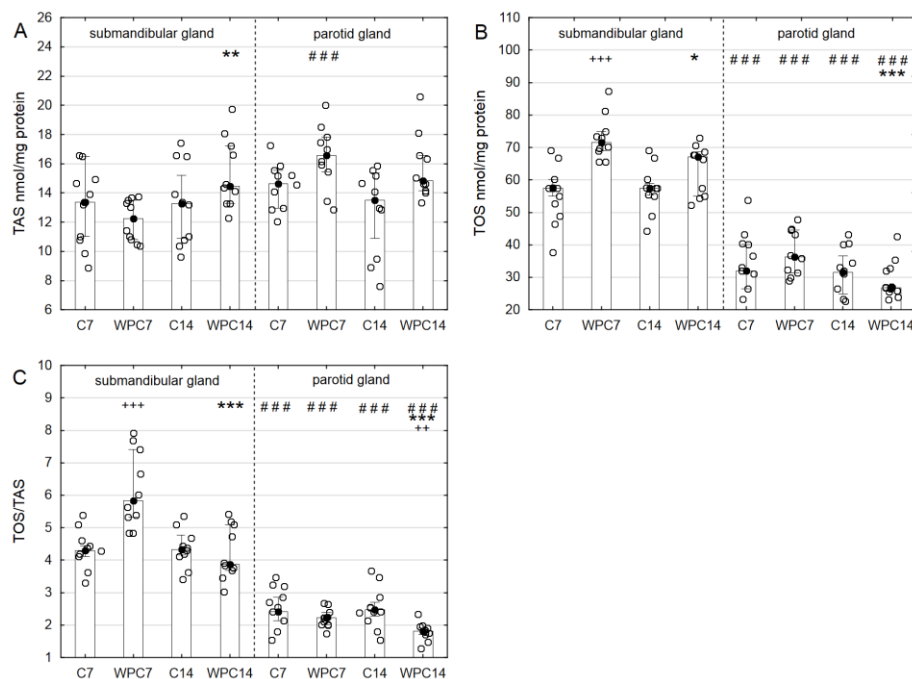 A
submandibular gland
parotid gland
**
# # #
TAS nmol/mg protein
26
24
22
20
18
16
14
12
10
8
6
C7 WPC7 C14 WPC14 C7 WPC7 C14 WPC14
B
submandibular gland
parotid gland
+++ * # # # # # # # # # # # #
***
TOS nmol/mg protein
110
100
90
80
70
60
50
40
30
20
C7 WPC7 C14 WPC14 C7 WPC7 C14 WPC14
C
submandibular gland
parotid gland
+++ *** # # # # # # # # # # # #
***
++
TOS/TAS
10
9
8
7
6
5
4
3
2
1
C7 WPC7 C14 WPC14 C7 WPC7 C14 WPC14